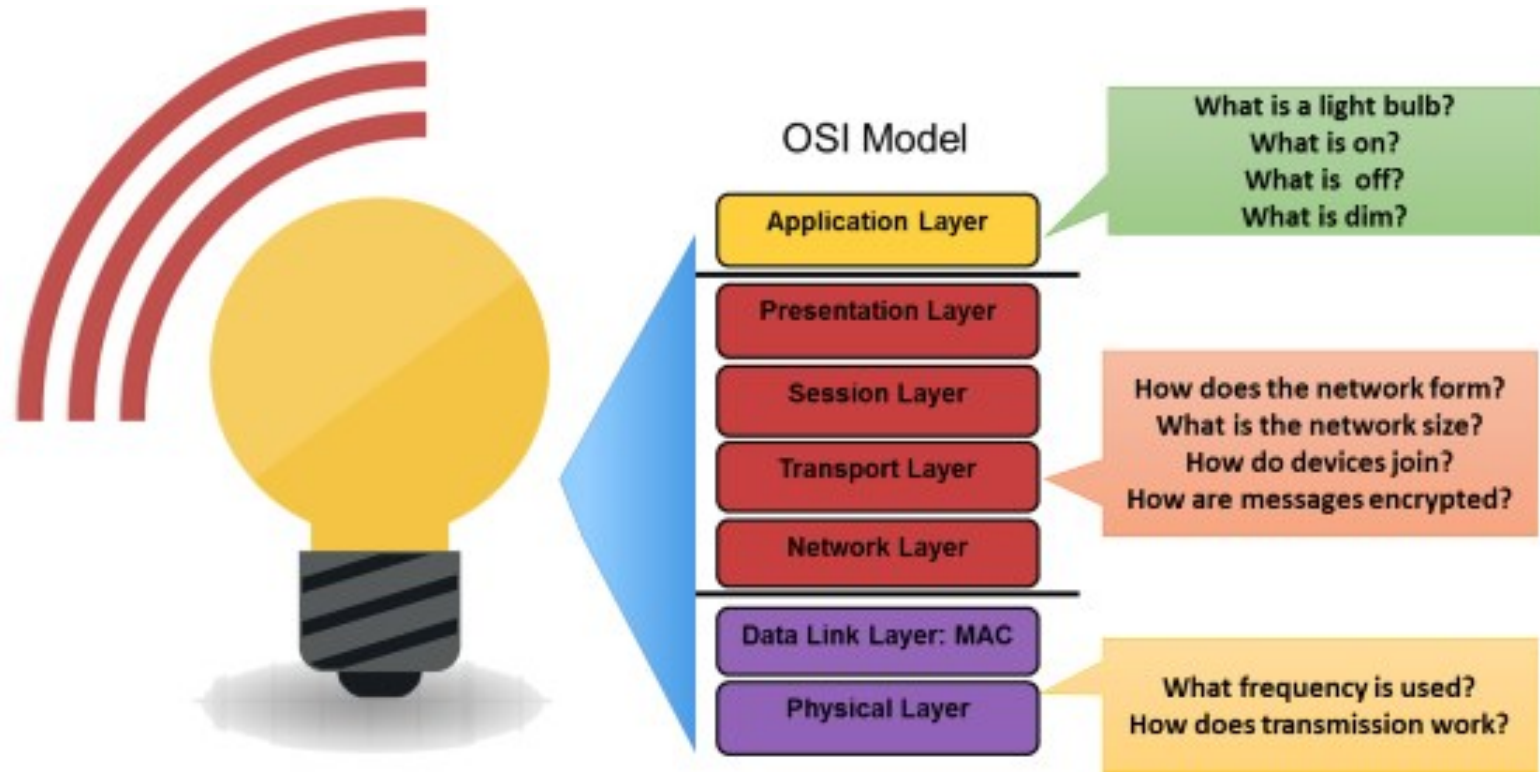 OSI Model
Application Layer
Presentation Layer
Session Layer
Transport Layer
Network Layer
Data Link Layer: MAC
Physical Layer
What is a light bulb?
What is on?
What is off?
What is dim?
How does the network form?
What is the network size?
How do devices join?
How are messages encrypted?
What frequency is used?
How does transmission work?